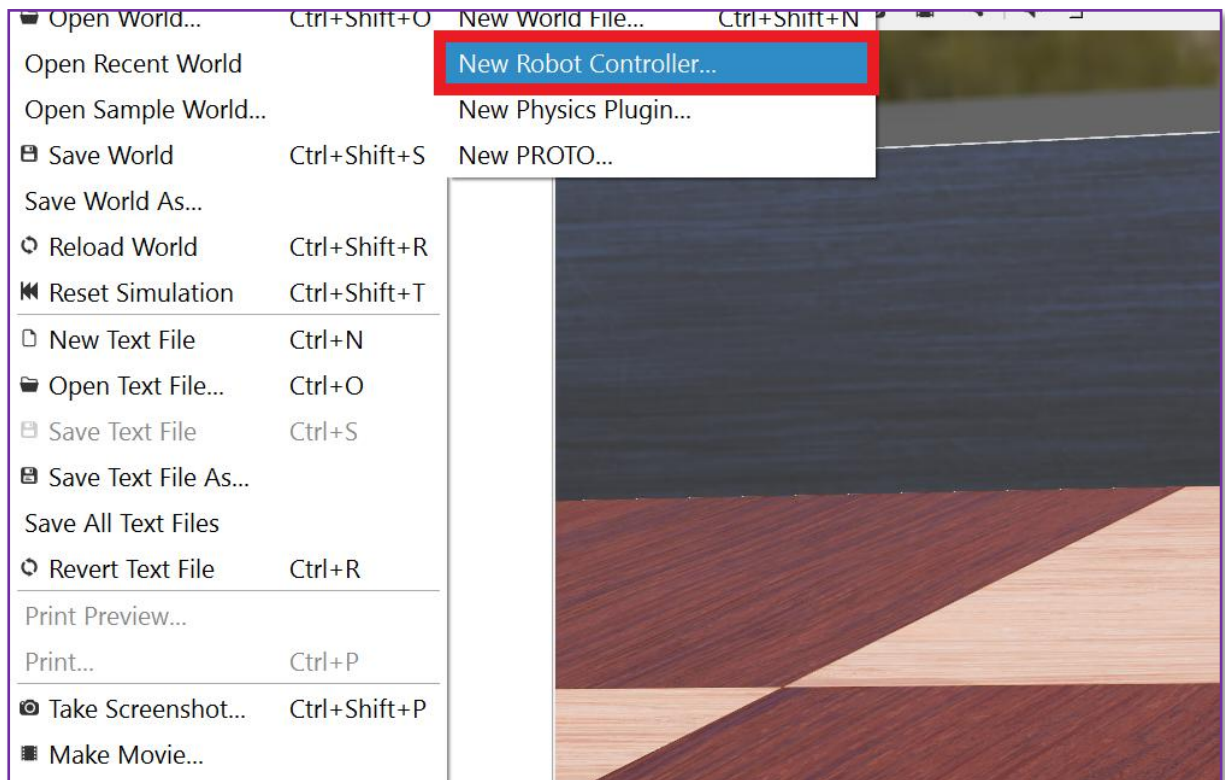 Open World... Ctrl+Shift+O
Open Recent World
Open Sample World...
Save World Ctrl+Shift+S
Save World As...
Reload World Ctrl+Shift+R
Reset Simulation Ctrl+Shift+T
New Text File Ctrl+N
Open Text File... Ctrl+O
Save Text File Ctrl+S
Save Text File As...
Save All Text Files
Revert Text File Ctrl+R
Print Preview...
Print... Ctrl+P
Take Screenshot... Ctrl+Shift+P
Make Movie...
New World File... Ctrl+Shift+N
New Robot Controller...
New Physics Plugin...
New PROTO...